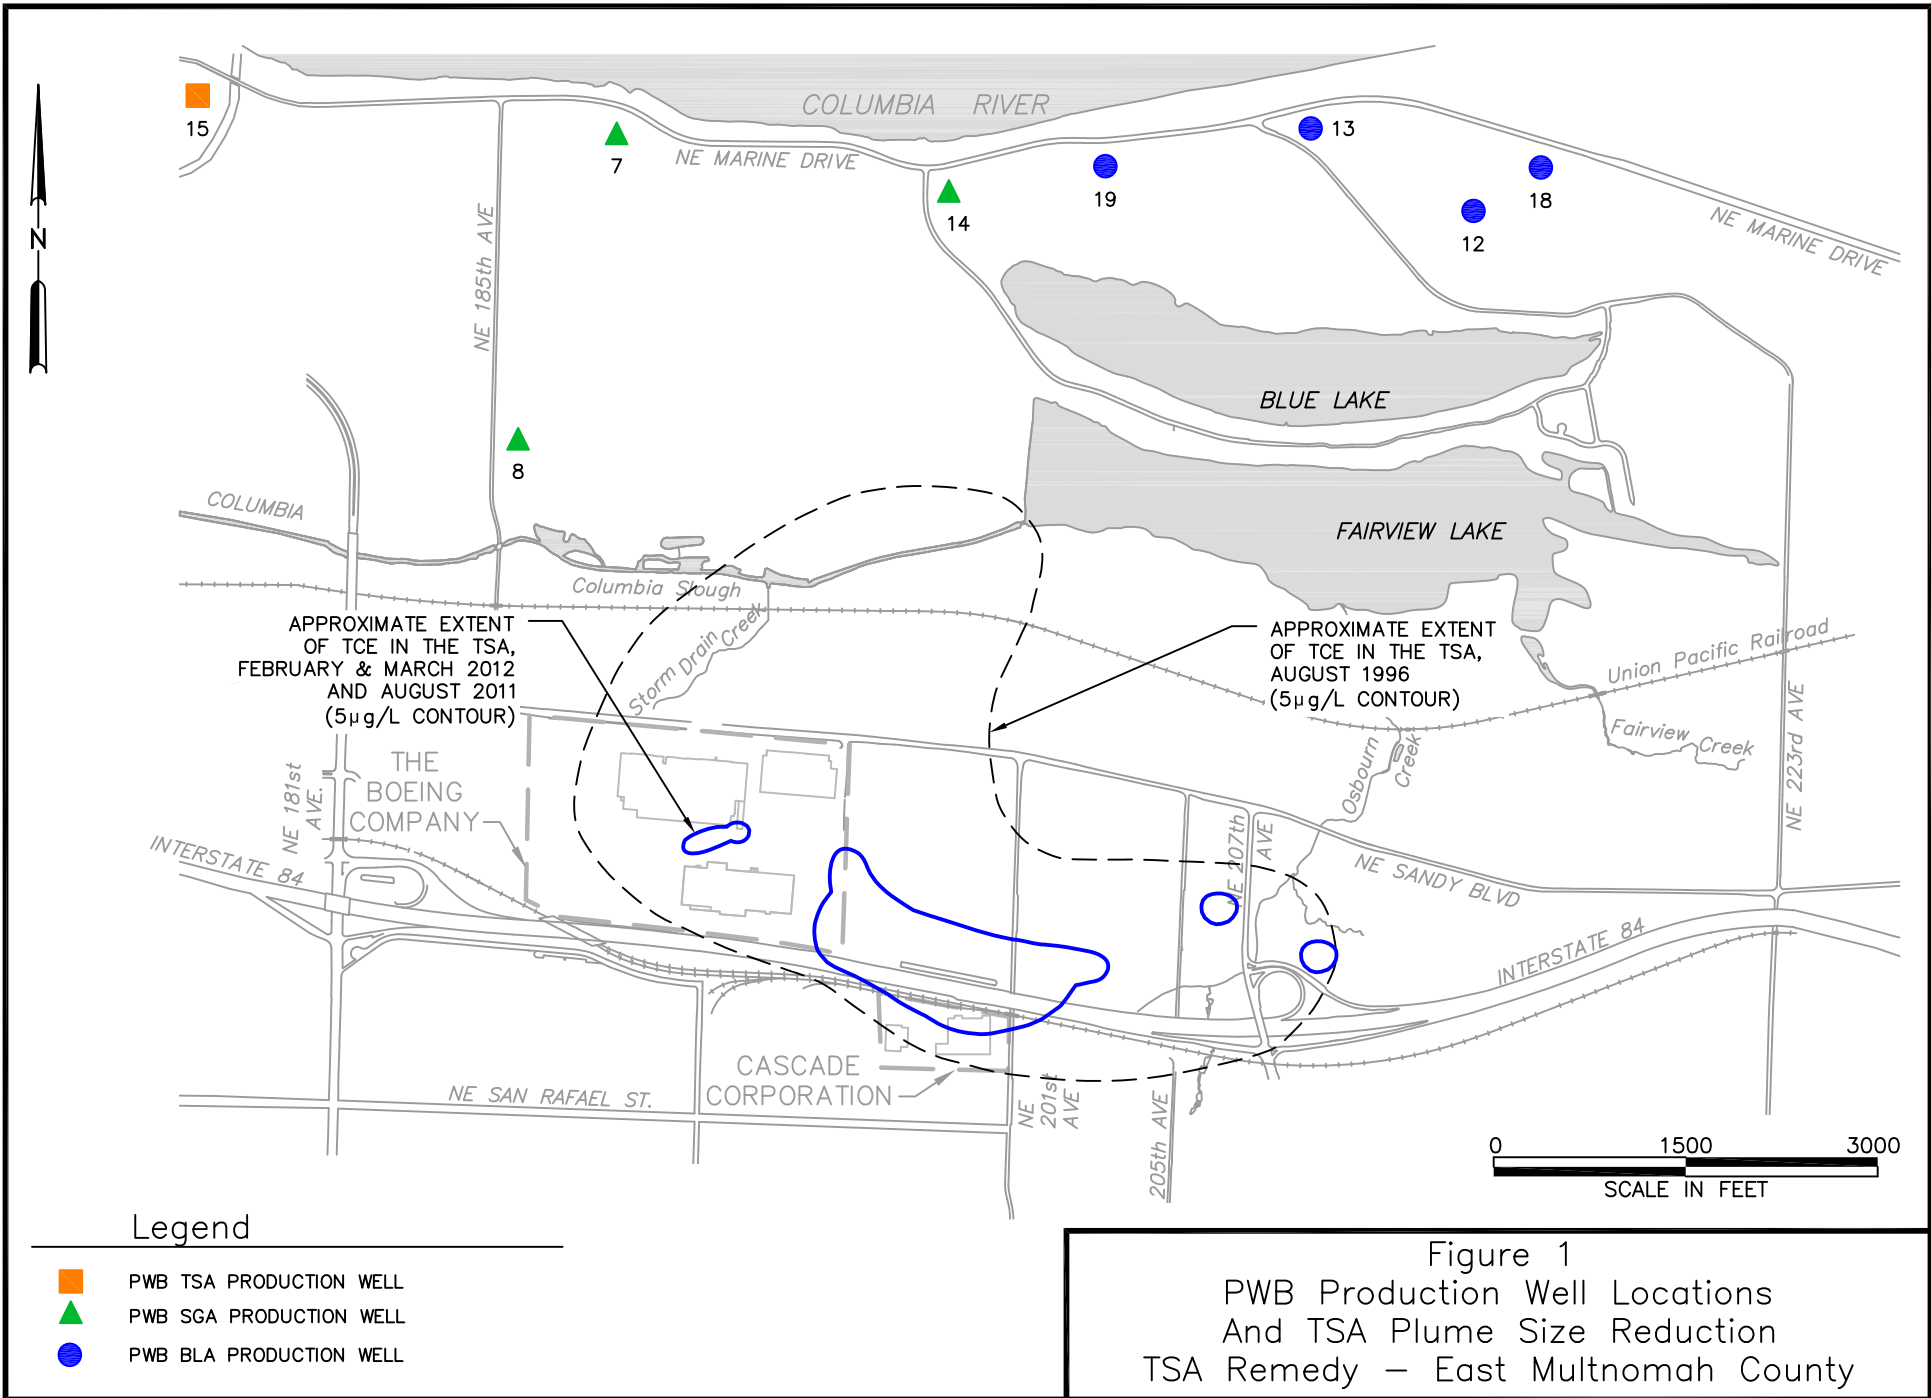 COLUMBIA RIVER
15
13
7
NE MARINE DRIVE
19
18
14
12
NE MARINE DRIVE
NE 185th AVE
BLUE LAKE
8
COLUMBIA
FAIRVIEW LAKE
Columbia Slough
Storm Drain Creek
APPROXIMATE EXTENT
OF TCE IN THE TSA,
FEBRUARY & MARCH 2012
AND AUGUST 2011
(5µg/L CONTOUR)
APPROXIMATE EXTENT
OF TCE IN THE TSA,
AUGUST 1996
(5µg/L CONTOUR)
Union Pacific Railroad
Fairview Creek
Osbourn
Creek
NE 223rd AVE
THE
BOEING
COMPANY
NE 181st
AVE.
INTERSTATE 84
NE 207th
AVE
NE SANDY BLVD
INTERSTATE 84
CASCADE
CORPORATION
NE SAN RAFAEL ST.
NE
201st
AVE
205th AVE
0 1500 3000
SCALE IN FEET
N
Legend
PWB TSA PRODUCTION WELL
PWB SGA PRODUCTION WELL
PWB BLA PRODUCTION WELL
Figure 1
PWB Production Well Locations
And TSA Plume Size Reduction
TSA Remedy – East Multnomah County